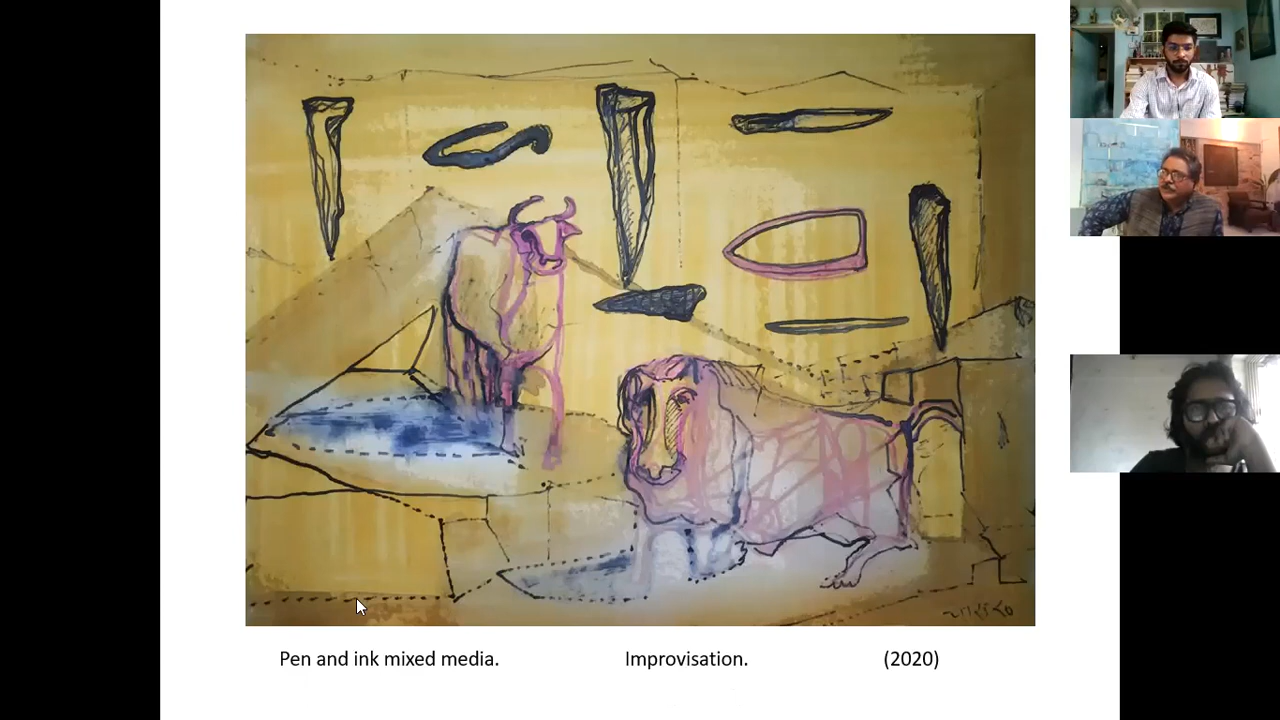 Pen and ink mixed media. Improvisation. (2020)